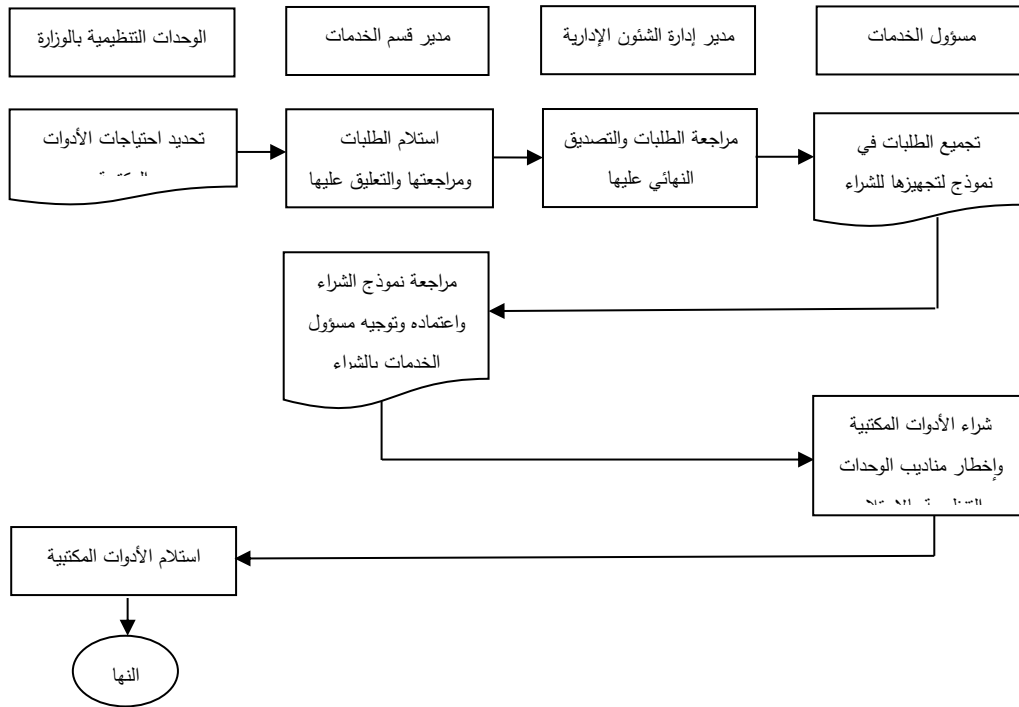 الوحدات التنظيمية بالوزارة
مدير قسم الخدمات
مدير إدارة الشئون الإدارية
مسؤول الخدمات
تحديد احتياجات الأدوات
استلام الطلبات
ومراجعتها والتعليق عليها
مراجعة الطلبات والتصديق
النهائي عليها
تجميع الطلبات في
نموذج لتجهيزها للشراء
مراجعة نموذج الشراء
واعتماده وتوجيه مسؤول
الخدمات بالشراء
شراء الأدوات المكتبية
وإخطار مناديب الوحدات
استلام الأدوات المكتبية
النها